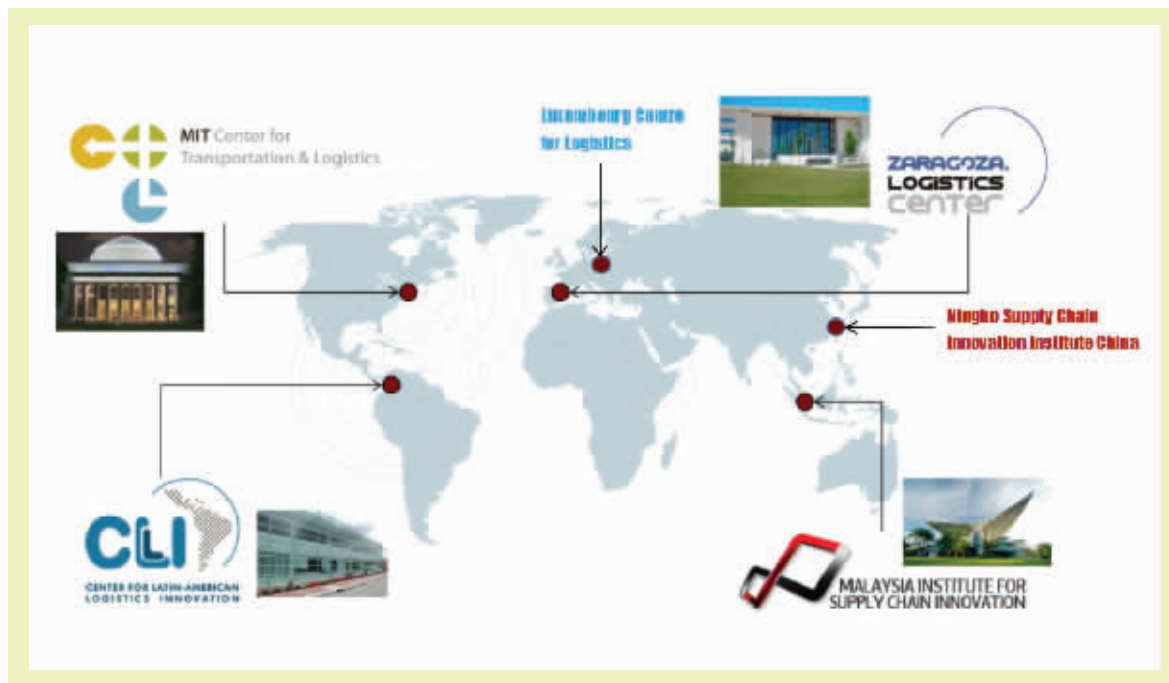 MIT Center for
Transportation & Logistics
Luxembourg Centre
for Logistics
ZARAGOZA.
LOGISTICS
CENTER
Ningbo Supply Chain
Innovation Institute China
CLI
CENTER FOR LATIN-AMERICAN
LOGISTICS INNOVATION
MALAYSIA INSTITUTE FOR
SUPPLY CHAIN INNOVATION